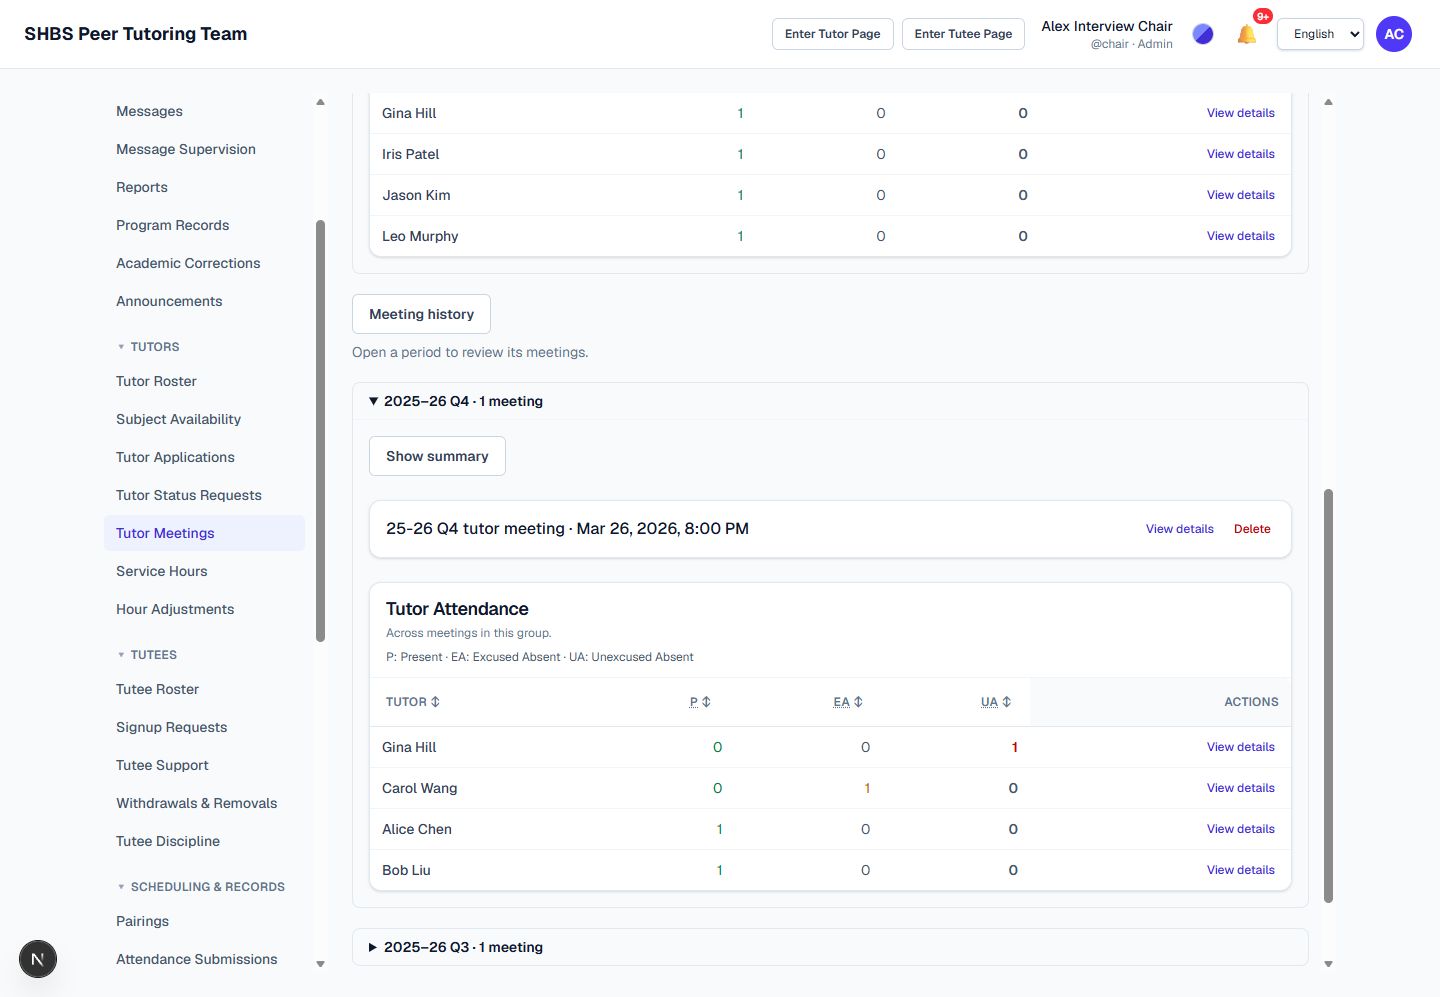 SHBS Peer Tutoring Team
Enter Tutor Page
Enter Tutee Page
Alex Interview Chair
@chair · Admin
9+
English
AC
Messages
Message Supervision
Reports
Program Records
Academic Corrections
Announcements
TUTORS
Tutor Roster
Subject Availability
Tutor Applications
Tutor Status Requests
Tutor Meetings
Service Hours
Hour Adjustments
TUTEES
Tutee Roster
Signup Requests
Tutee Support
Withdrawals & Removals
Tutee Discipline
SCHEDULING & RECORDS
Pairings
Attendance Submissions
N
Gina Hill 1 0 0 View details
Iris Patel 1 0 0 View details
Jason Kim 1 0 0 View details
Leo Murphy 1 0 0 View details
Meeting history
Open a period to review its meetings.
2025–26 Q4 · 1 meeting
Show summary
25-26 Q4 tutor meeting · Mar 26, 2026, 8:00 PM View details Delete
Tutor Attendance
Across meetings in this group.
P: Present · EA: Excused Absent · UA: Unexcused Absent
TUTOR P EA UA ACTIONS
Gina Hill 0 0 1 View details
Carol Wang 0 1 0 View details
Alice Chen 1 0 0 View details
Bob Liu 1 0 0 View details
2025–26 Q3 · 1 meeting